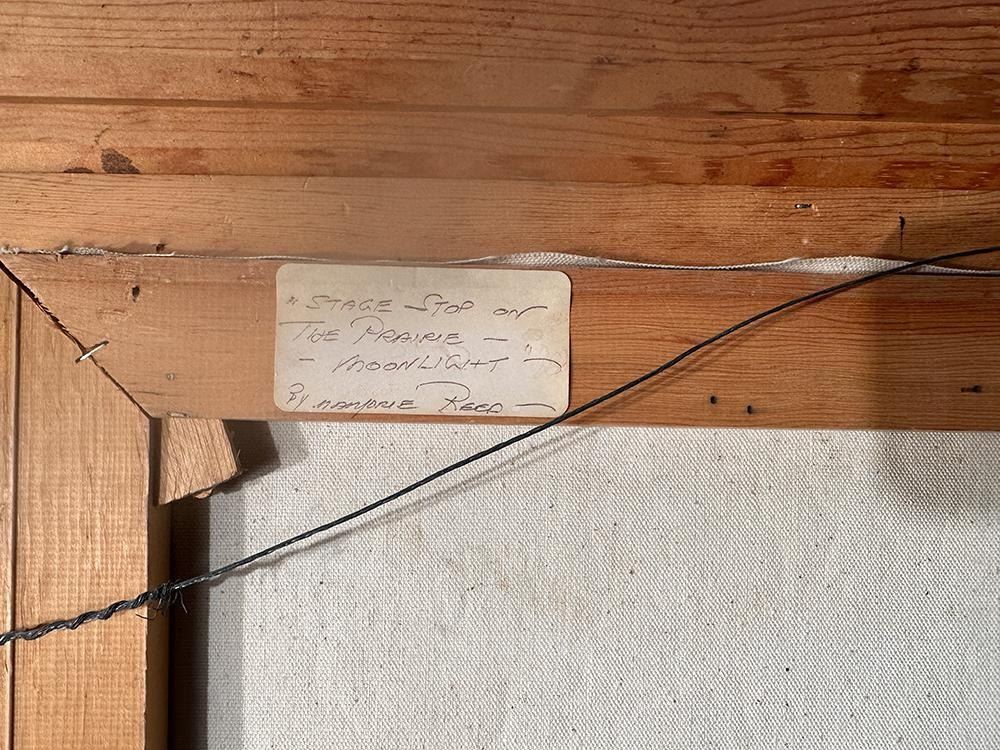 "STAGE STOP ON
THE PRAIRIE —
— MOONLIGHT "—
BY MARJORIE REED —